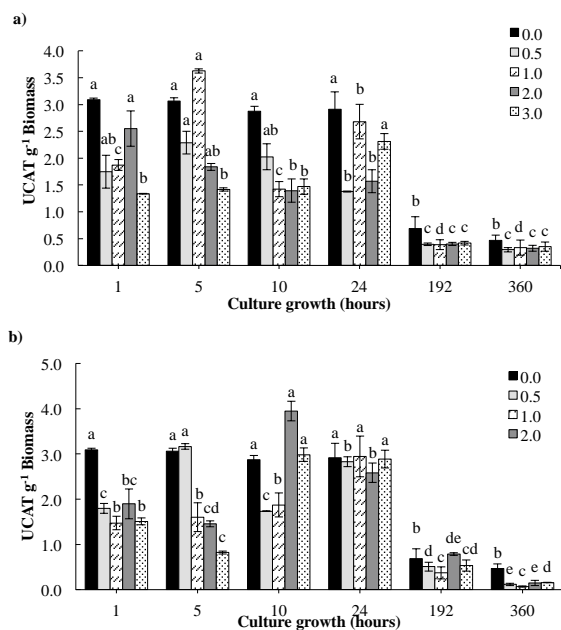 a)
0.0
0.5
1.0
2.0
3.0
4.0
3.5
3.0
2.5
2.0
1.5
1.0
0.5
0.0
UCAT g-1 Biomass
a ab c a b
a b a ab b
a ab b b b
a b b b a
b c d c c
b c c c c
1 5 10 24 192 360
Culture growth (hours)
b)
0.0
0.5
1.0
2.0
5.0
4.0
3.0
2.0
1.0
0.0
UCAT g-1 Biomass
a c b bc b
a a b cd c
a c b a a
a b a b a
b d c de cd
b e c e d
1 5 10 24 192 360
Culture growth (hours)